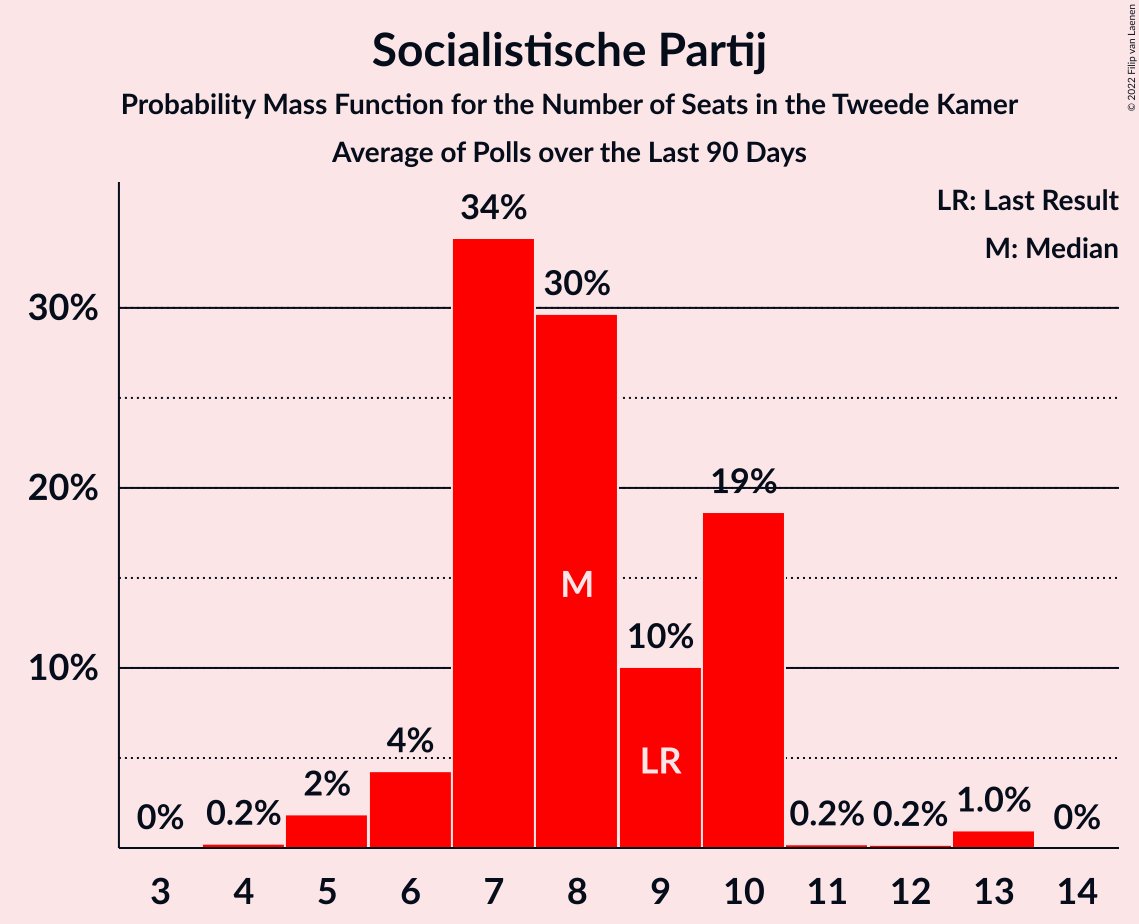 Socialistische Partij
Probability Mass Function for the Number of Seats in the Tweede Kamer
Average of Polls over the Last 90 Days
© 2022 Filip van Laenen
LR: Last Result
M: Median
34%
30%
30%
20%
19%
M
10%
10%
LR
4%
2%
0%
0.2%
0.2%
0.2%
1.0%
0%
3 4 5 6 7 8 9 10 11 12 13 14